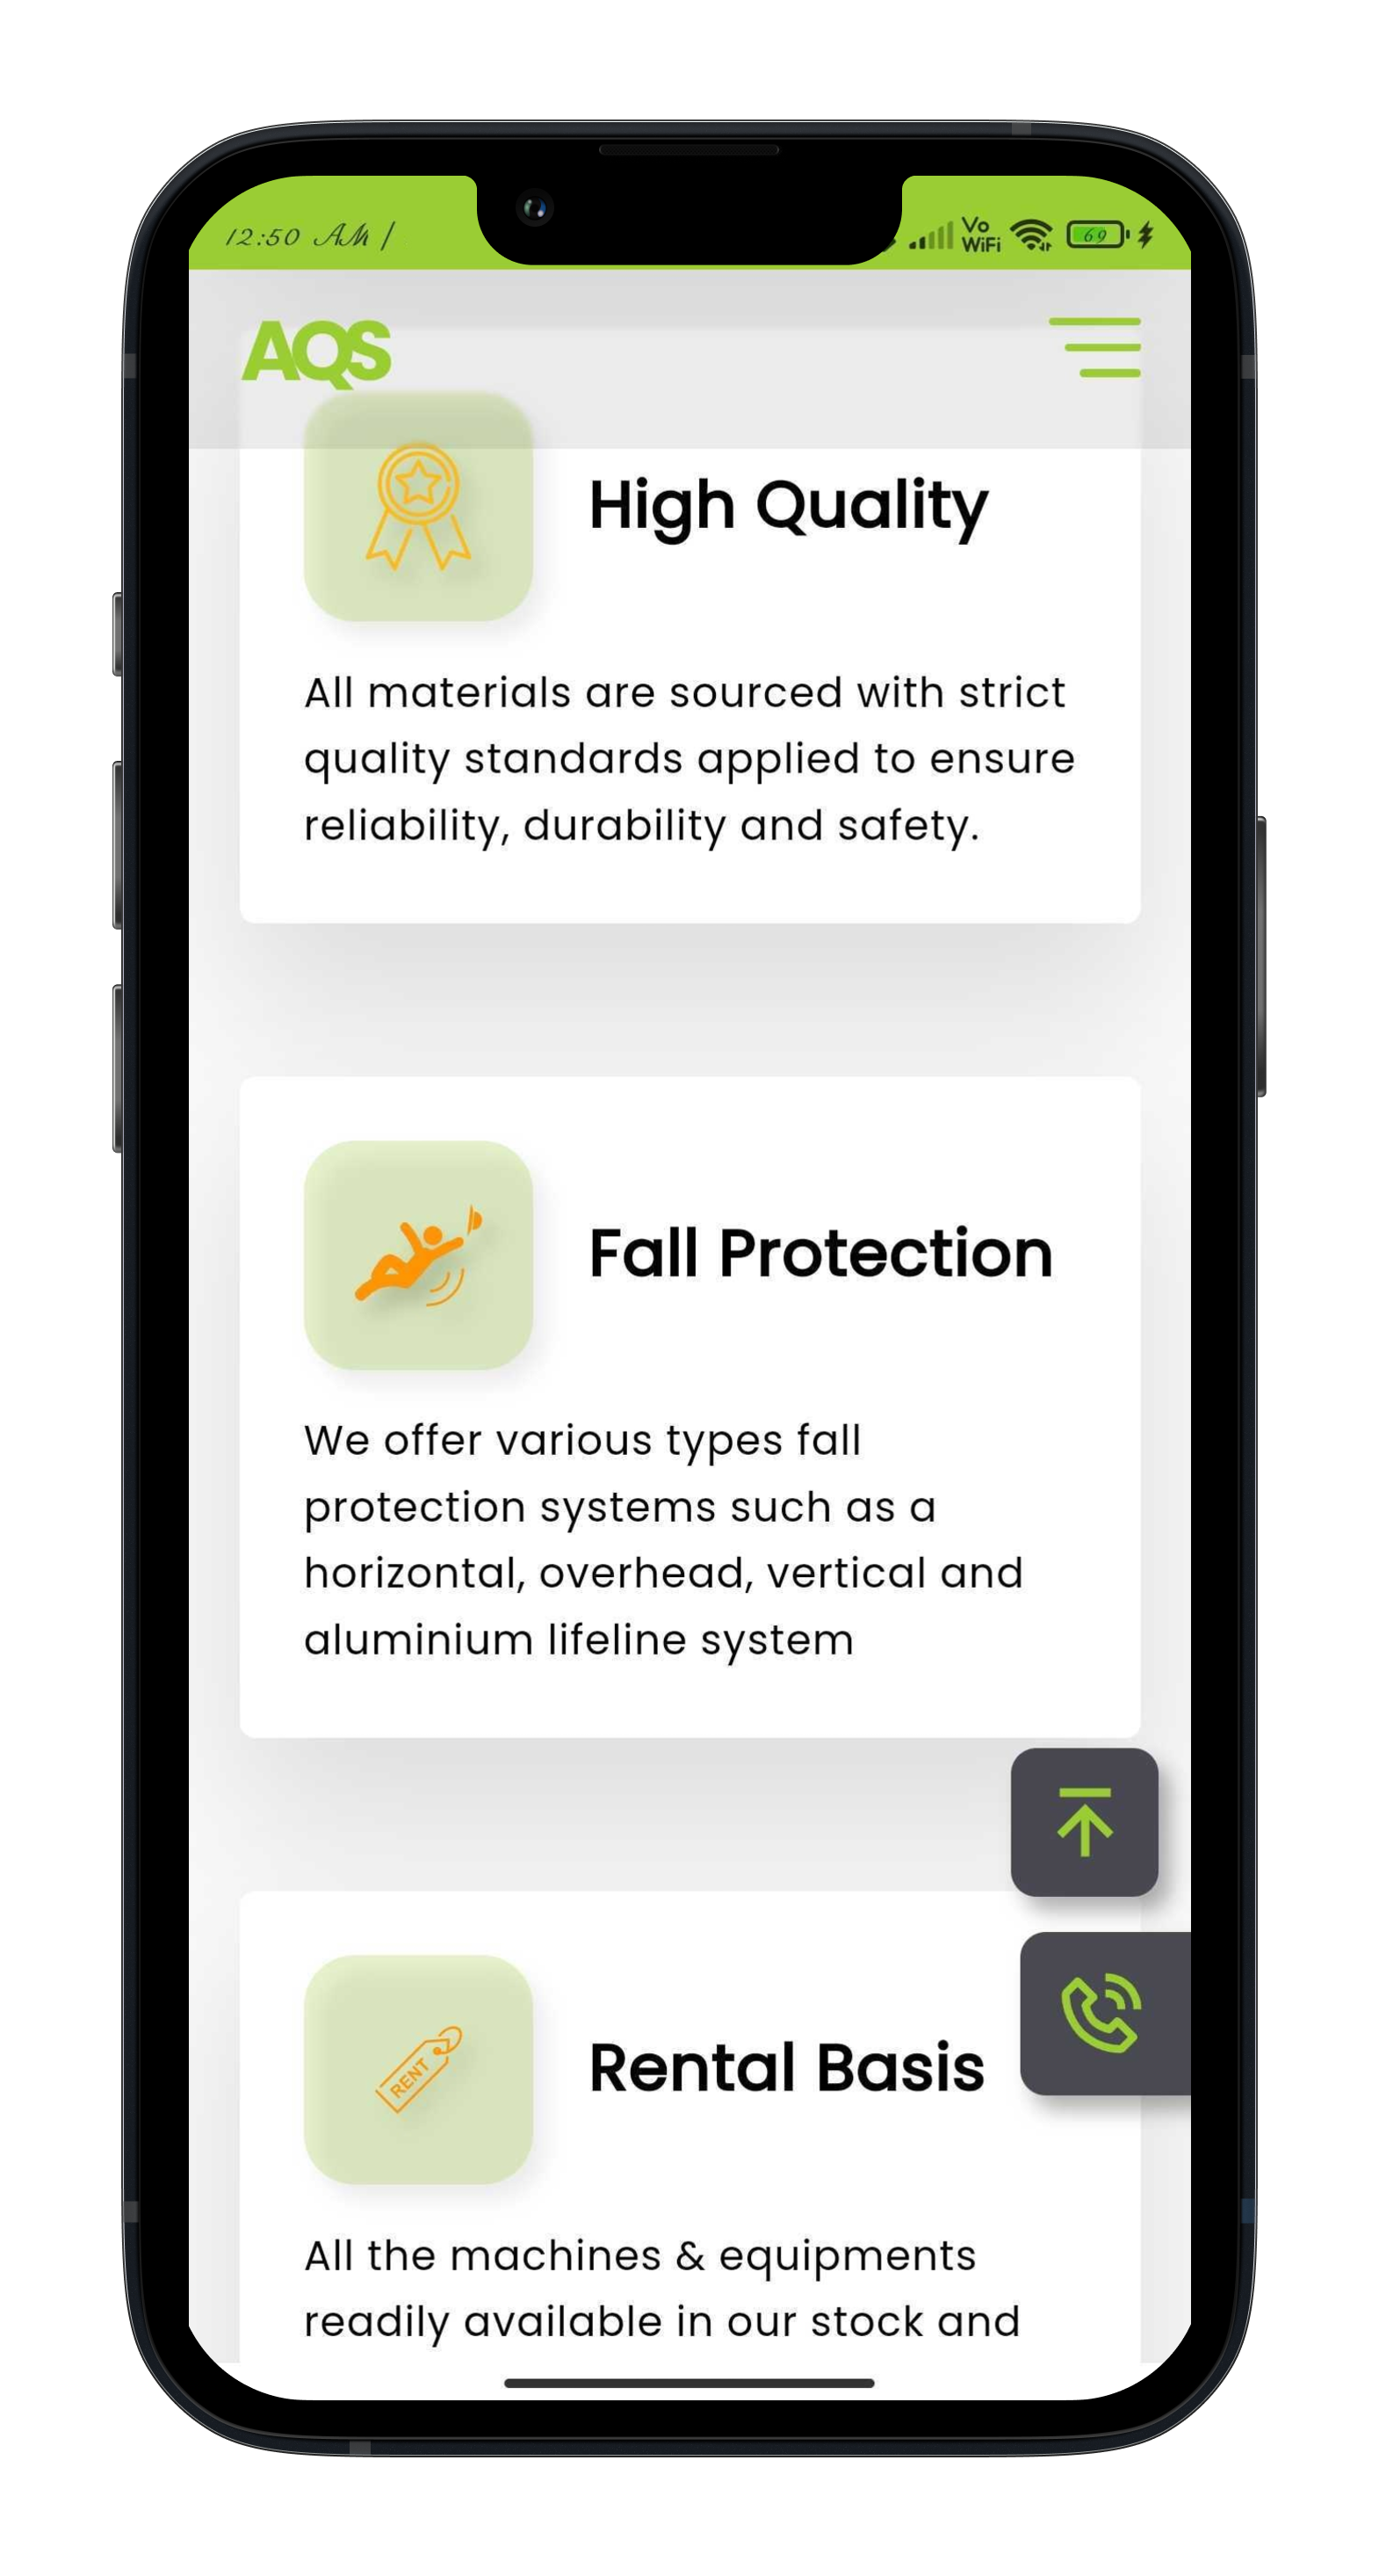 12:50 AM |
Vo
WiFi
69
AQS
High Quality
All materials are sourced with strict
quality standards applied to ensure
reliability, durability and safety.
Fall Protection
We offer various types fall
protection systems such as a
horizontal, overhead, vertical and
aluminium lifeline system
RENT
Rental Basis
All the machines & equipments
readily available in our stock and